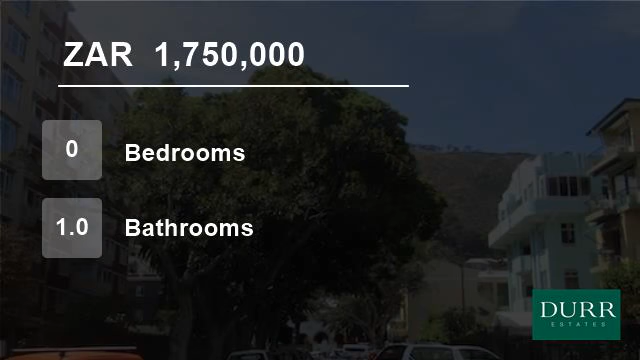 ZAR 1,750,000
0 Bedrooms
1.0 Bathrooms
DURR
ESTATES